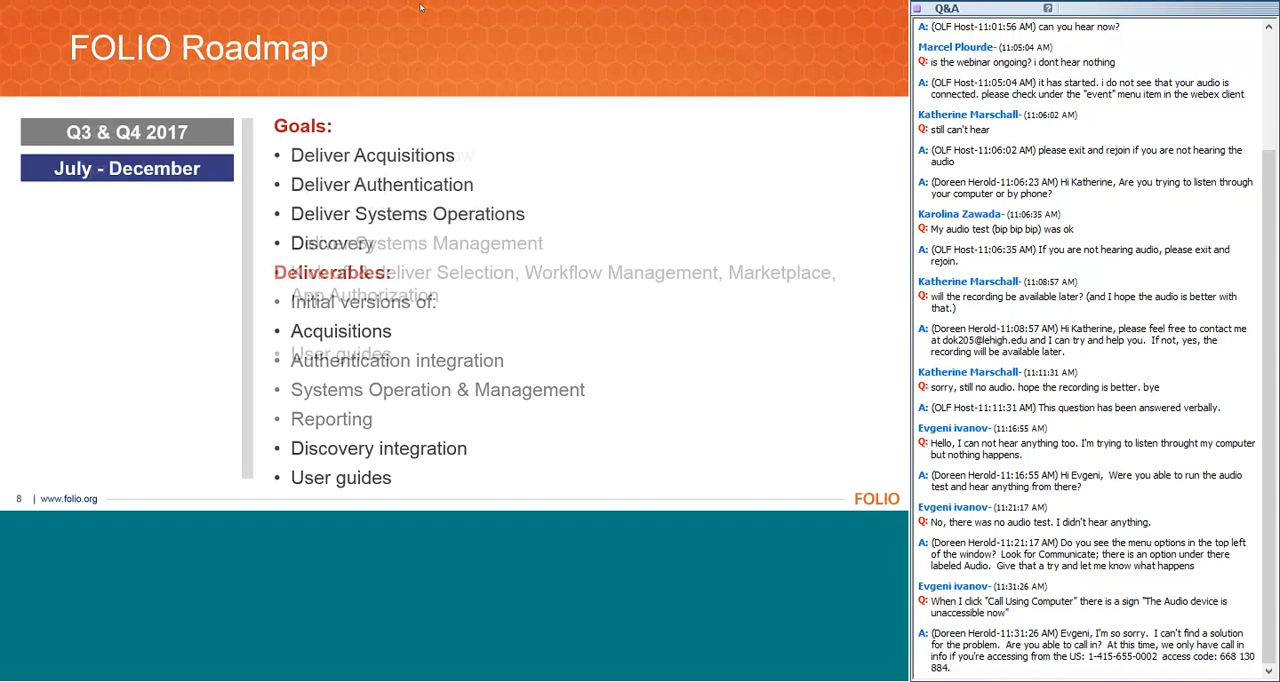 FOLIO Roadmap
Q3 & Q4 2017
July - December
Goals:
• Deliver Acquisitions
• Deliver Authentication
• Deliver Systems Operations
• Discovery
Deliver Systems Management
Deliverables:
deliver Selection, Workflow Management, Marketplace,
App Authorization
• Initial versions of:
• Acquisitions
User guides
• Authentication integration
• Systems Operation & Management
• Reporting
• Discovery integration
• User guides
8 | www.folio.org
FOLIO
Q&A
A: (OLF Host-11:01:56 AM) can you hear now?
Marcel Plourde- (11:05:04 AM)
Q: is the webinar ongoing? i dont hear nothing
A: (OLF Host-11:05:04 AM) it has started. i do not see that your audio is
connected. please check under the "event" menu item in the webex client
Katherine Marschall- (11:06:02 AM)
Q: still can't hear
A: (OLF Host-11:06:02 AM) please exit and rejoin if you are not hearing the
audio
A: (Doreen Herold-11:06:23 AM) Hi Katherine, Are you trying to listen through
your computer or by phone?
Karolina Zawada- (11:06:35 AM)
Q: My audio test (bip bip bip) was ok
A: (OLF Host-11:06:35 AM) If you are not hearing audio, please exit and
rejoin.
Katherine Marschall- (11:08:57 AM)
Q: will the recording be available later? (and I hope the audio is better with
that.)
A: (Doreen Herold-11:08:57 AM) Hi Katherine, please feel free to contact me
at dok205@lehigh.edu and I can try and help you. If not, yes, the
recording will be available later.
Katherine Marschall- (11:11:31 AM)
Q: sorry, still no audio. hope the recording is better. bye
A: (OLF Host-11:11:31 AM) This question has been answered verbally.
Evgeni ivanov- (11:16:55 AM)
Q: Hello, I can not hear anything too. I'm trying to listen throught my computer
but nothing happens.
A: (Doreen Herold-11:16:55 AM) Hi Evgeni, Were you able to run the audio
test and hear anything from there?
Evgeni ivanov- (11:21:17 AM)
Q: No, there was no audio test. I didn't hear anything.
A: (Doreen Herold-11:21:17 AM) Do you see the menu options in the top left
of the window? Look for Communicate; there is an option under there
labeled Audio. Give that a try and let me know what happens
Evgeni ivanov- (11:31:26 AM)
Q: When I click "Call Using Computer" there is a sign "The Audio device is
unaccessible now"
A: (Doreen Herold-11:31:26 AM) Evgeni, I'm so sorry. I can't find a solution
for the problem. Are you able to call in? At this time, we only have call in
info if you're accessing from the US: 1-415-655-0002 access code: 668 130
884.